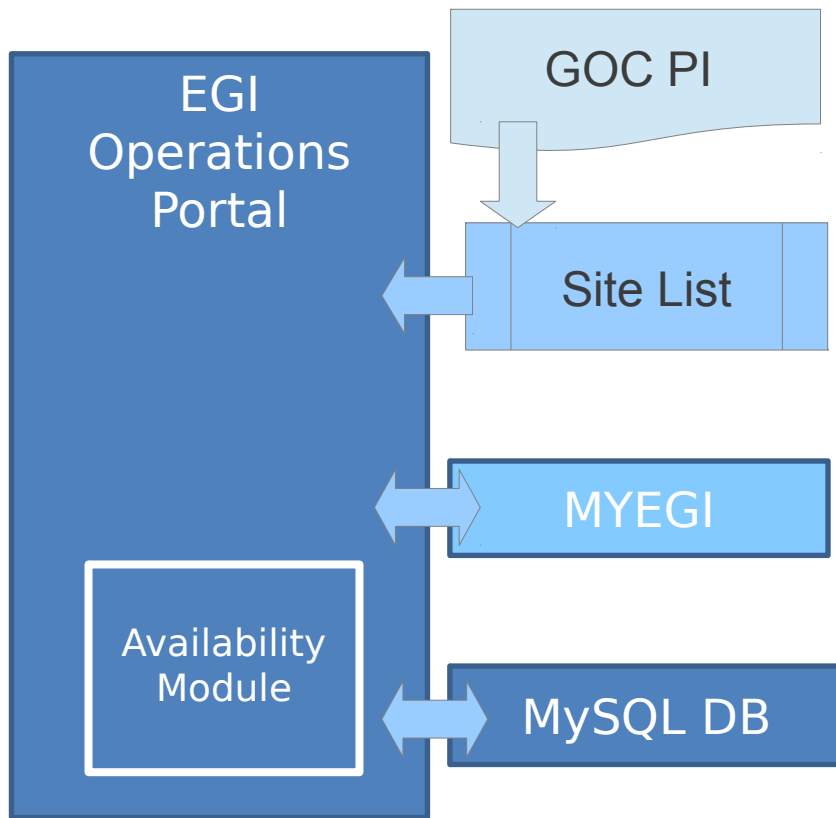 EGI
Operations
Portal
GOC PI
Site List
MYEGI
Availability
Module
MySQL DB